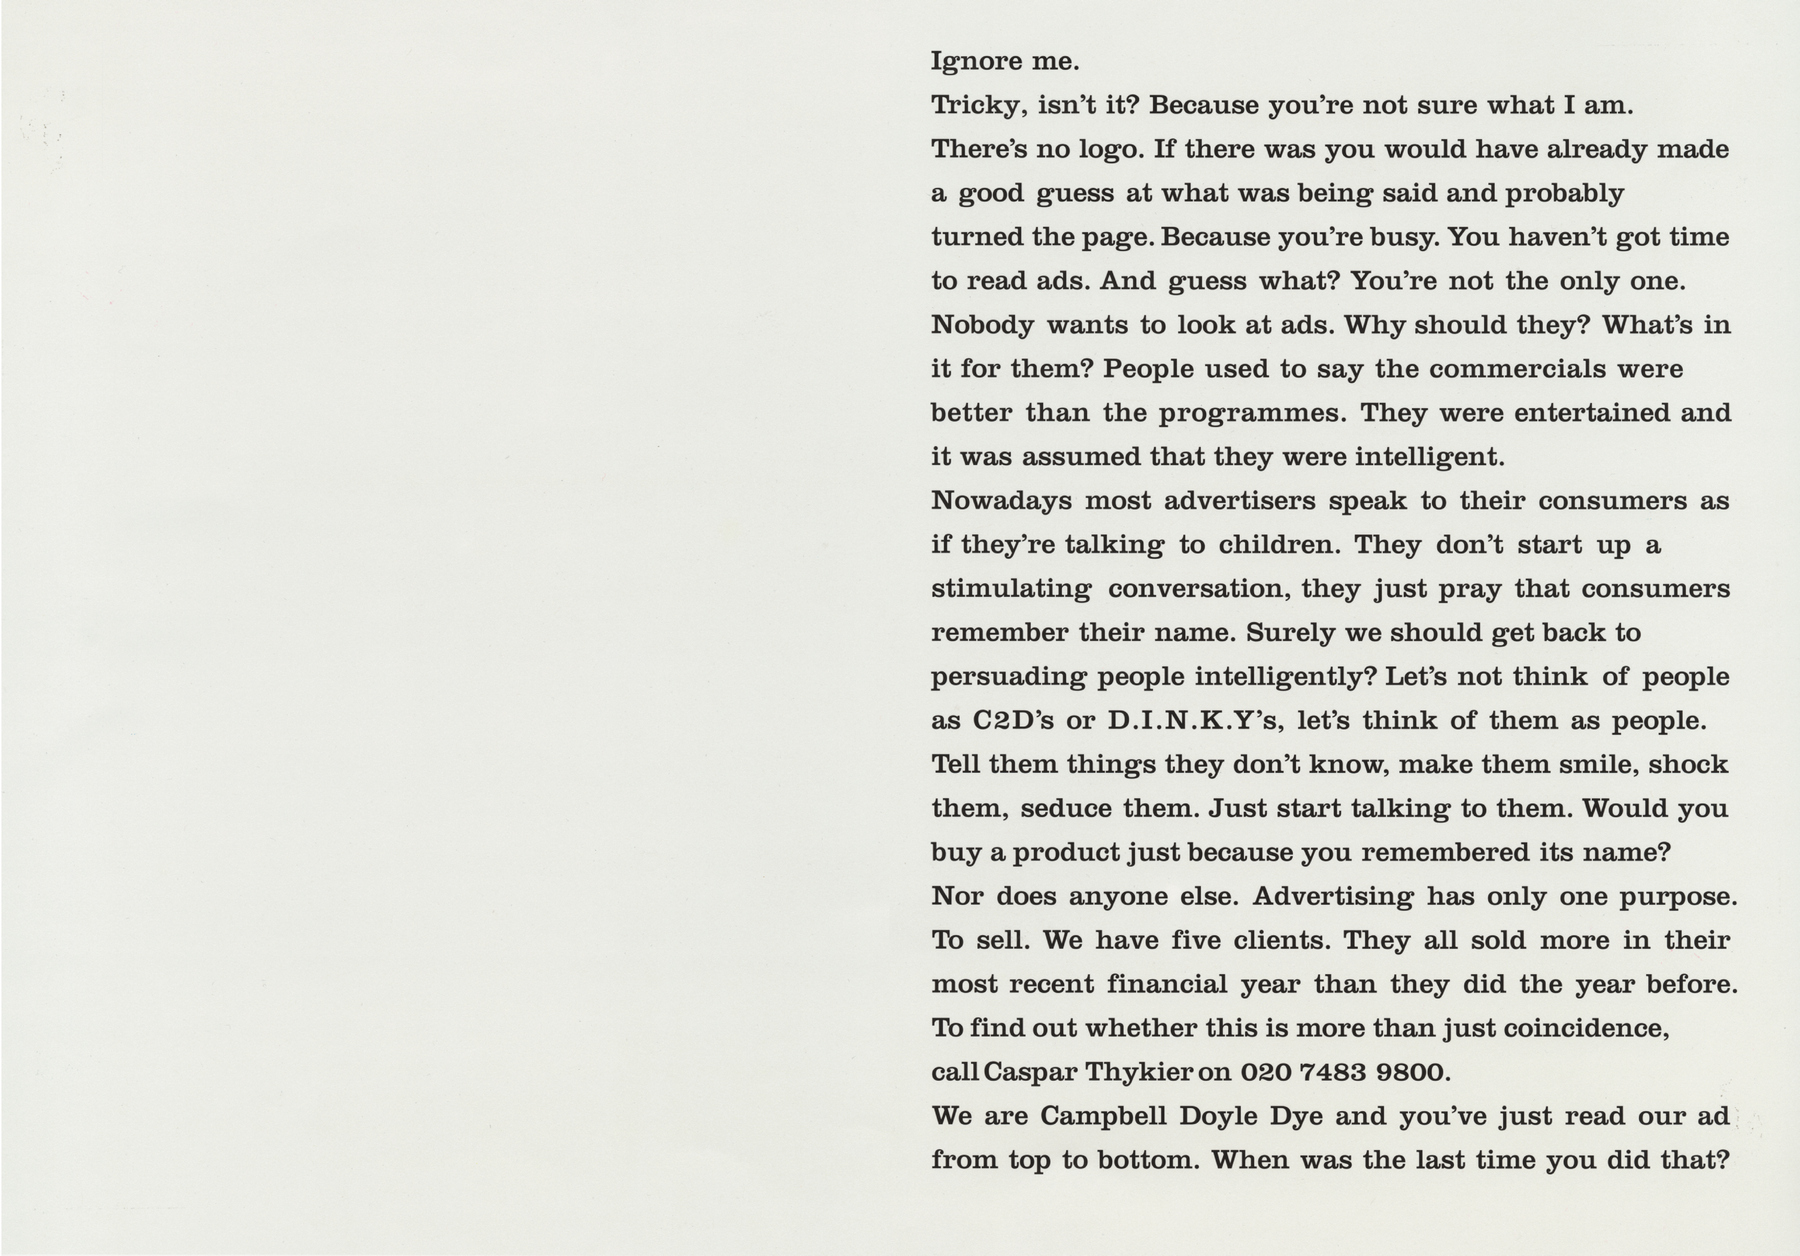 Ignore me.
Tricky, isn’t it? Because you’re not sure what I am.
There’s no logo. If there was you would have already made
a good guess at what was being said and probably
turned the page. Because you’re busy. You haven’t got time
to read ads. And guess what? You’re not the only one.
Nobody wants to look at ads. Why should they? What’s in
it for them? People used to say the commercials were
better than the programmes. They were entertained and
it was assumed that they were intelligent.
Nowadays most advertisers speak to their consumers as
if they’re talking to children. They don’t start up a
stimulating conversation, they just pray that consumers
remember their name. Surely we should get back to
persuading people intelligently? Let’s not think of people
as C2D’s or D.I.N.K.Y’s, let’s think of them as people.
Tell them things they don’t know, make them smile, shock
them, seduce them. Just start talking to them. Would you
buy a product just because you remembered its name?
Nor does anyone else. Advertising has only one purpose.
To sell. We have five clients. They all sold more in their
most recent financial year than they did the year before.
To find out whether this is more than just coincidence,
call Caspar Thykier on 020 7483 9800.
We are Campbell Doyle Dye and you’ve just read our ad
from top to bottom. When was the last time you did that?